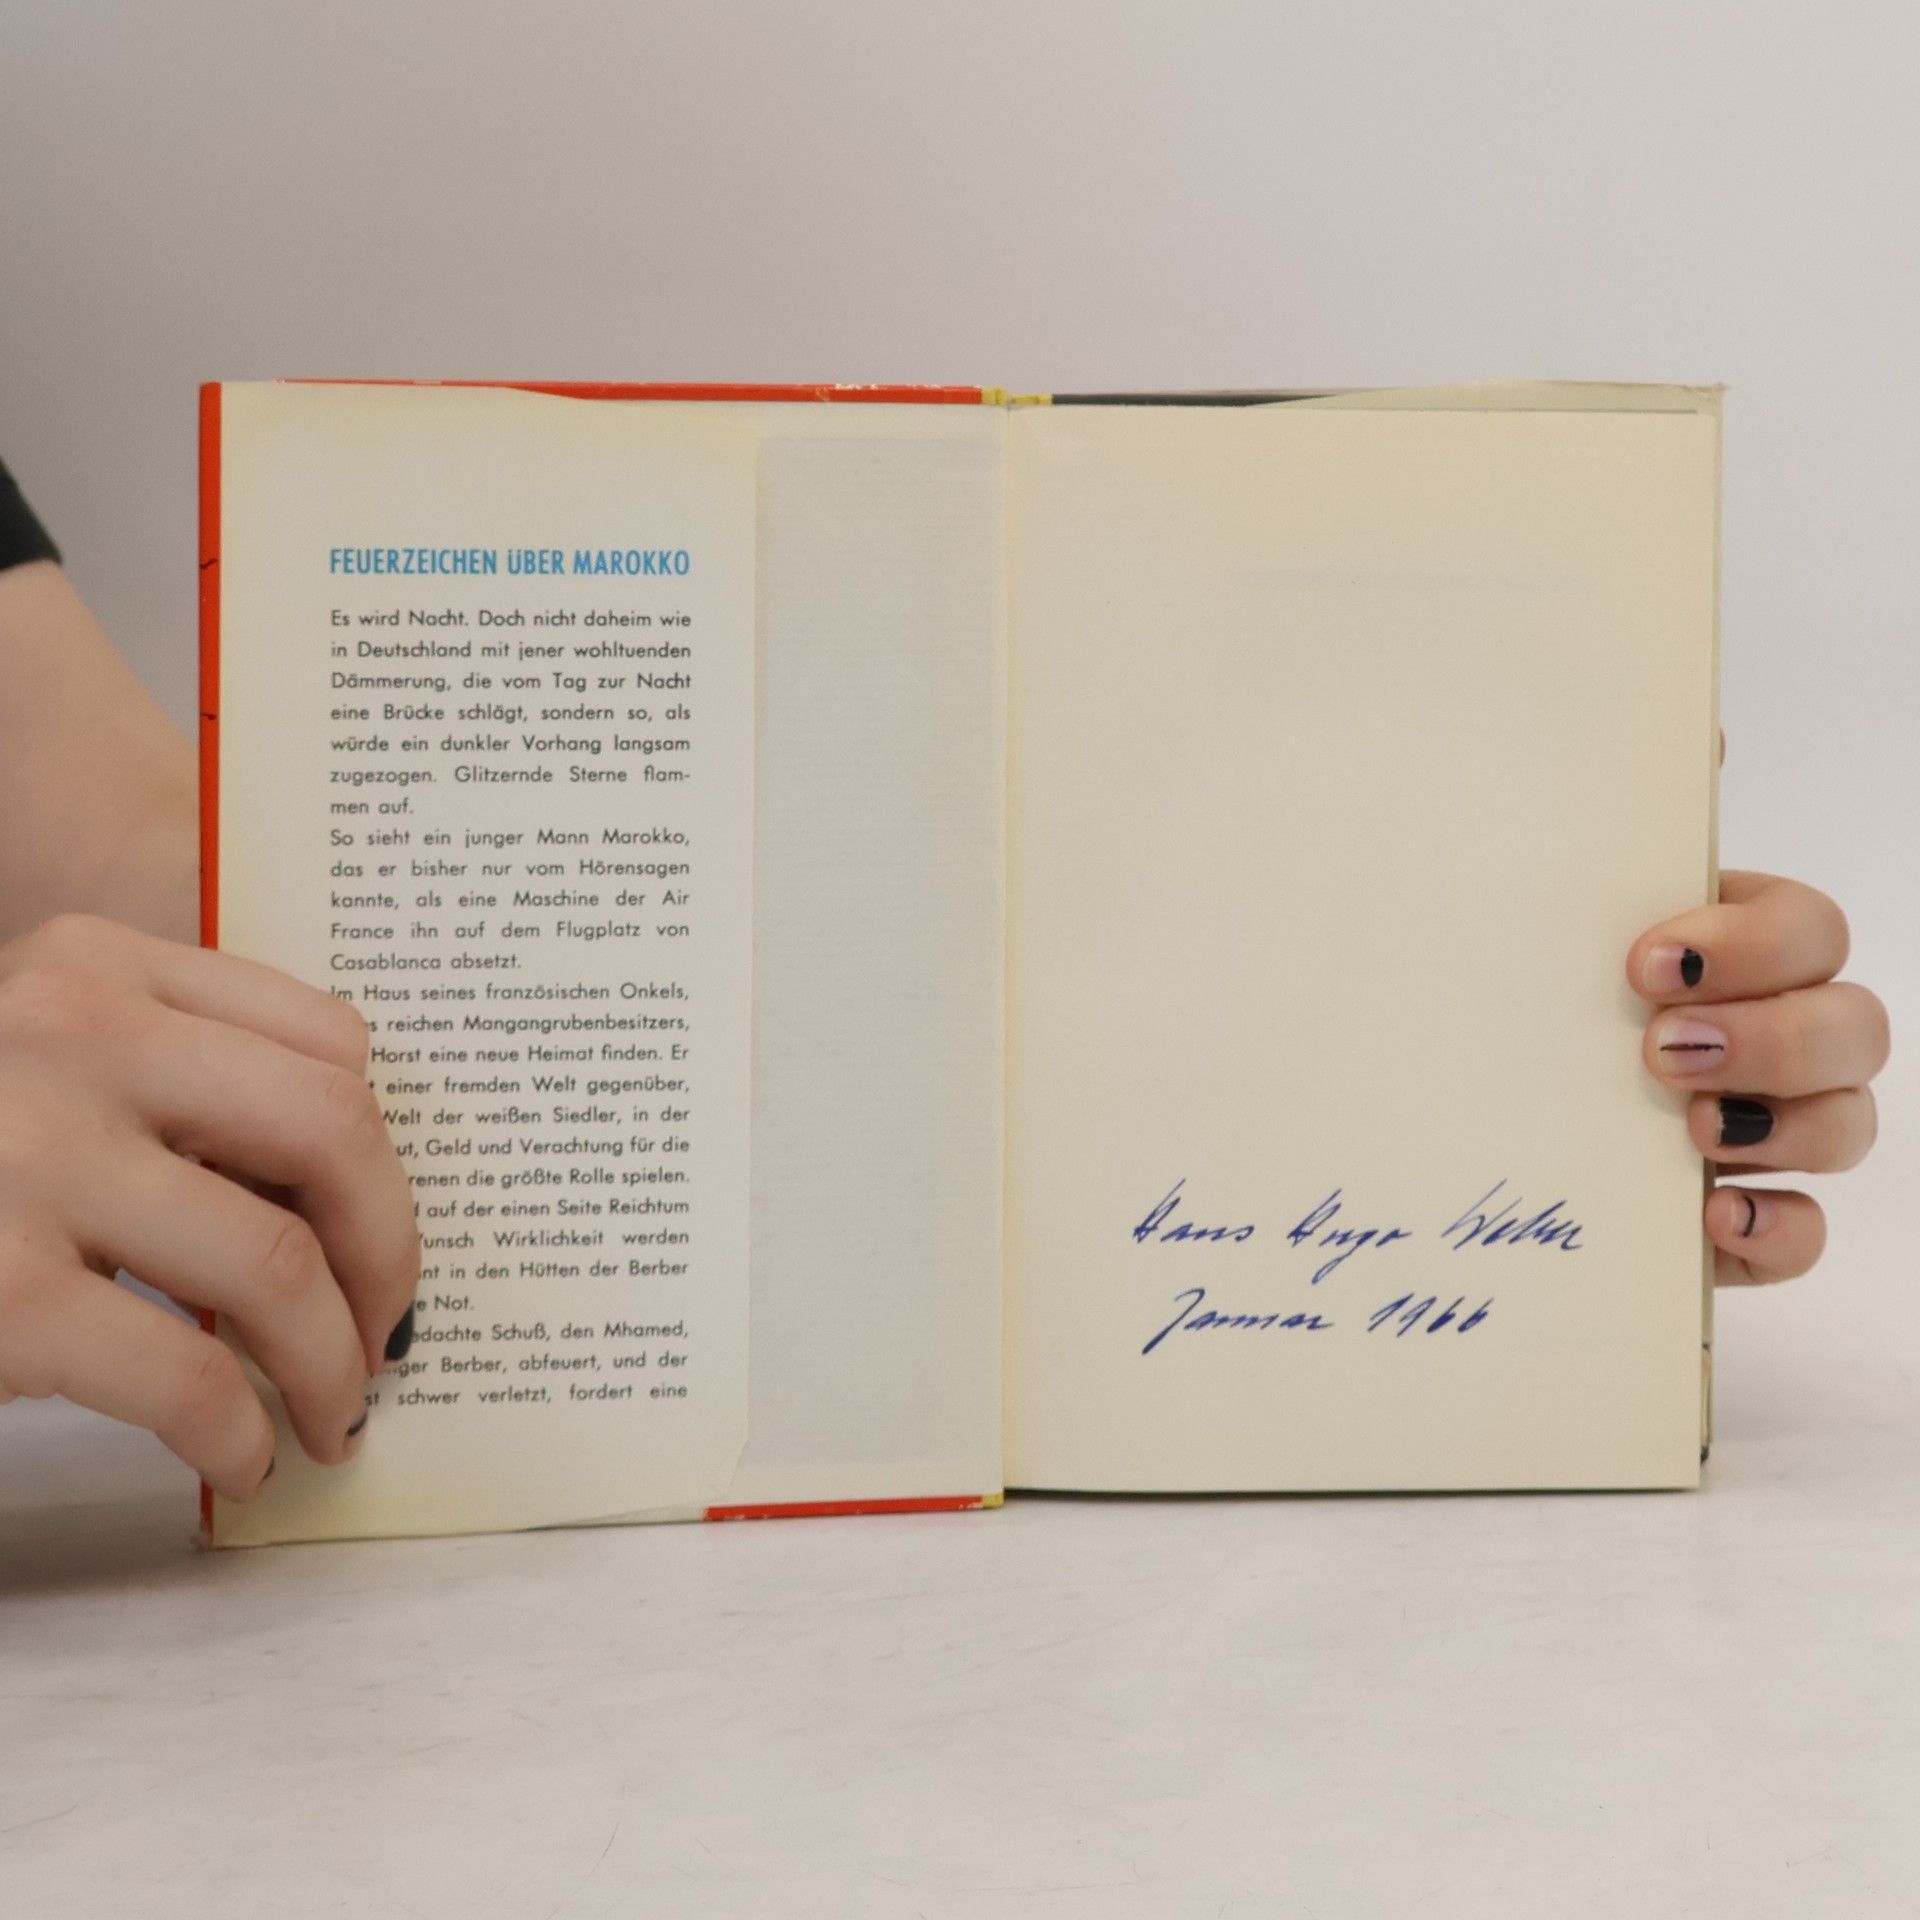 FEUERZEICHEN ÜBER MAROKKO
Es wird Nacht. Doch nicht daheim wie
in Deutschland mit jener wohltuenden
Dämmerung, die vom Tag zur Nacht
eine Brücke schlägt, sondern so, als
würde ein dunkler Vorhang langsam
zugezogen. Glitzernde Sterne flam-
men auf.
So sieht ein junger Mann Marokko,
das er bisher nur vom Hörensagen
kannte, als eine Maschine der Air
France ihn auf dem Flugplatz von
Casablanca absetzt.
Im Haus seines französischen Onkels,
reichen Mangangrubenbesitzers,
Horst eine neue Heimat finden. Er
einer fremden Welt gegenüber,
Welt der weißen Siedler, in der
Geld und Verachtung für die
die größte Rolle spielen.
auf der einen Seite Reichtum
Wirklichkeit werden
in den Hütten der Berber
Not.
Schuß, den Mhamed,
Berber, abfeuert, und der
schwer verletzt, fordert eine
Hans Hugo Weber
Januar 1966